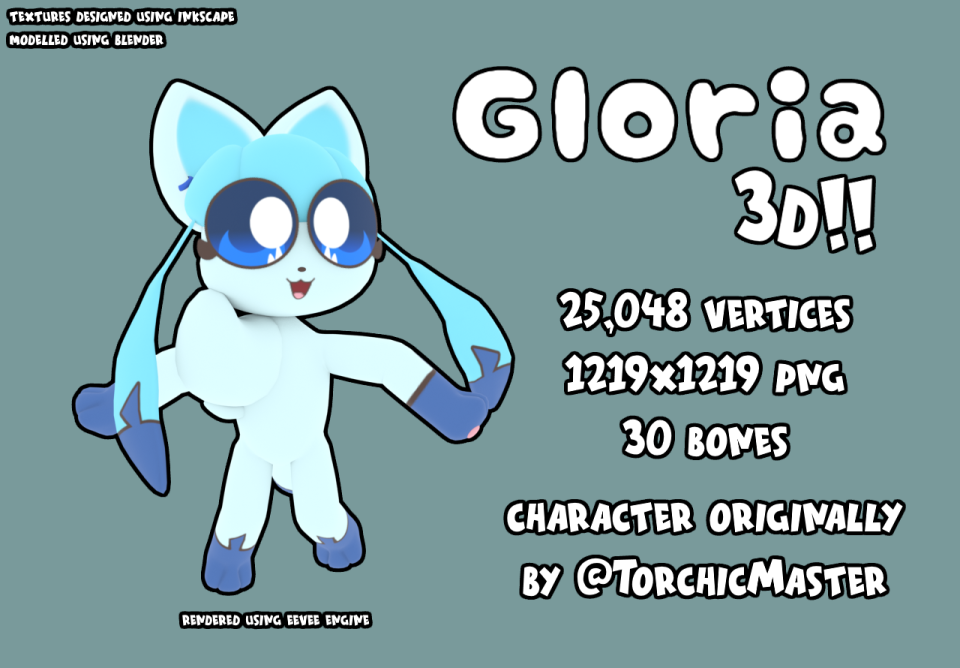 TEXTURES DESIGNED USING INKSCAPE
MODELLED USING BLENDER
Gloria
3D!!
25,048 VERTICES
1219x1219 PNG
30 BONES
CHARACTER ORIGINALLY
BY @TORCHICMASTER
RENDERED USING EEVEE ENGINE